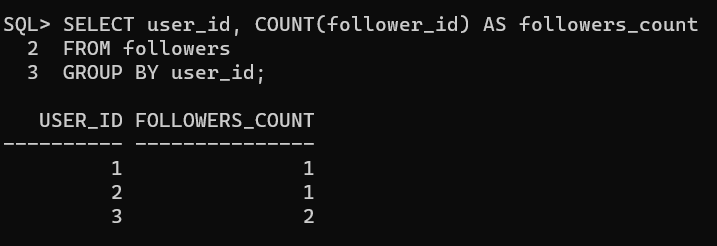 SQL> SELECT user_id, COUNT(follower_id) AS followers_count
  2  FROM followers
  3  GROUP BY user_id;

   USER_ID FOLLOWERS_COUNT
---------- ---------------
         1               1
         2               1
         3               2